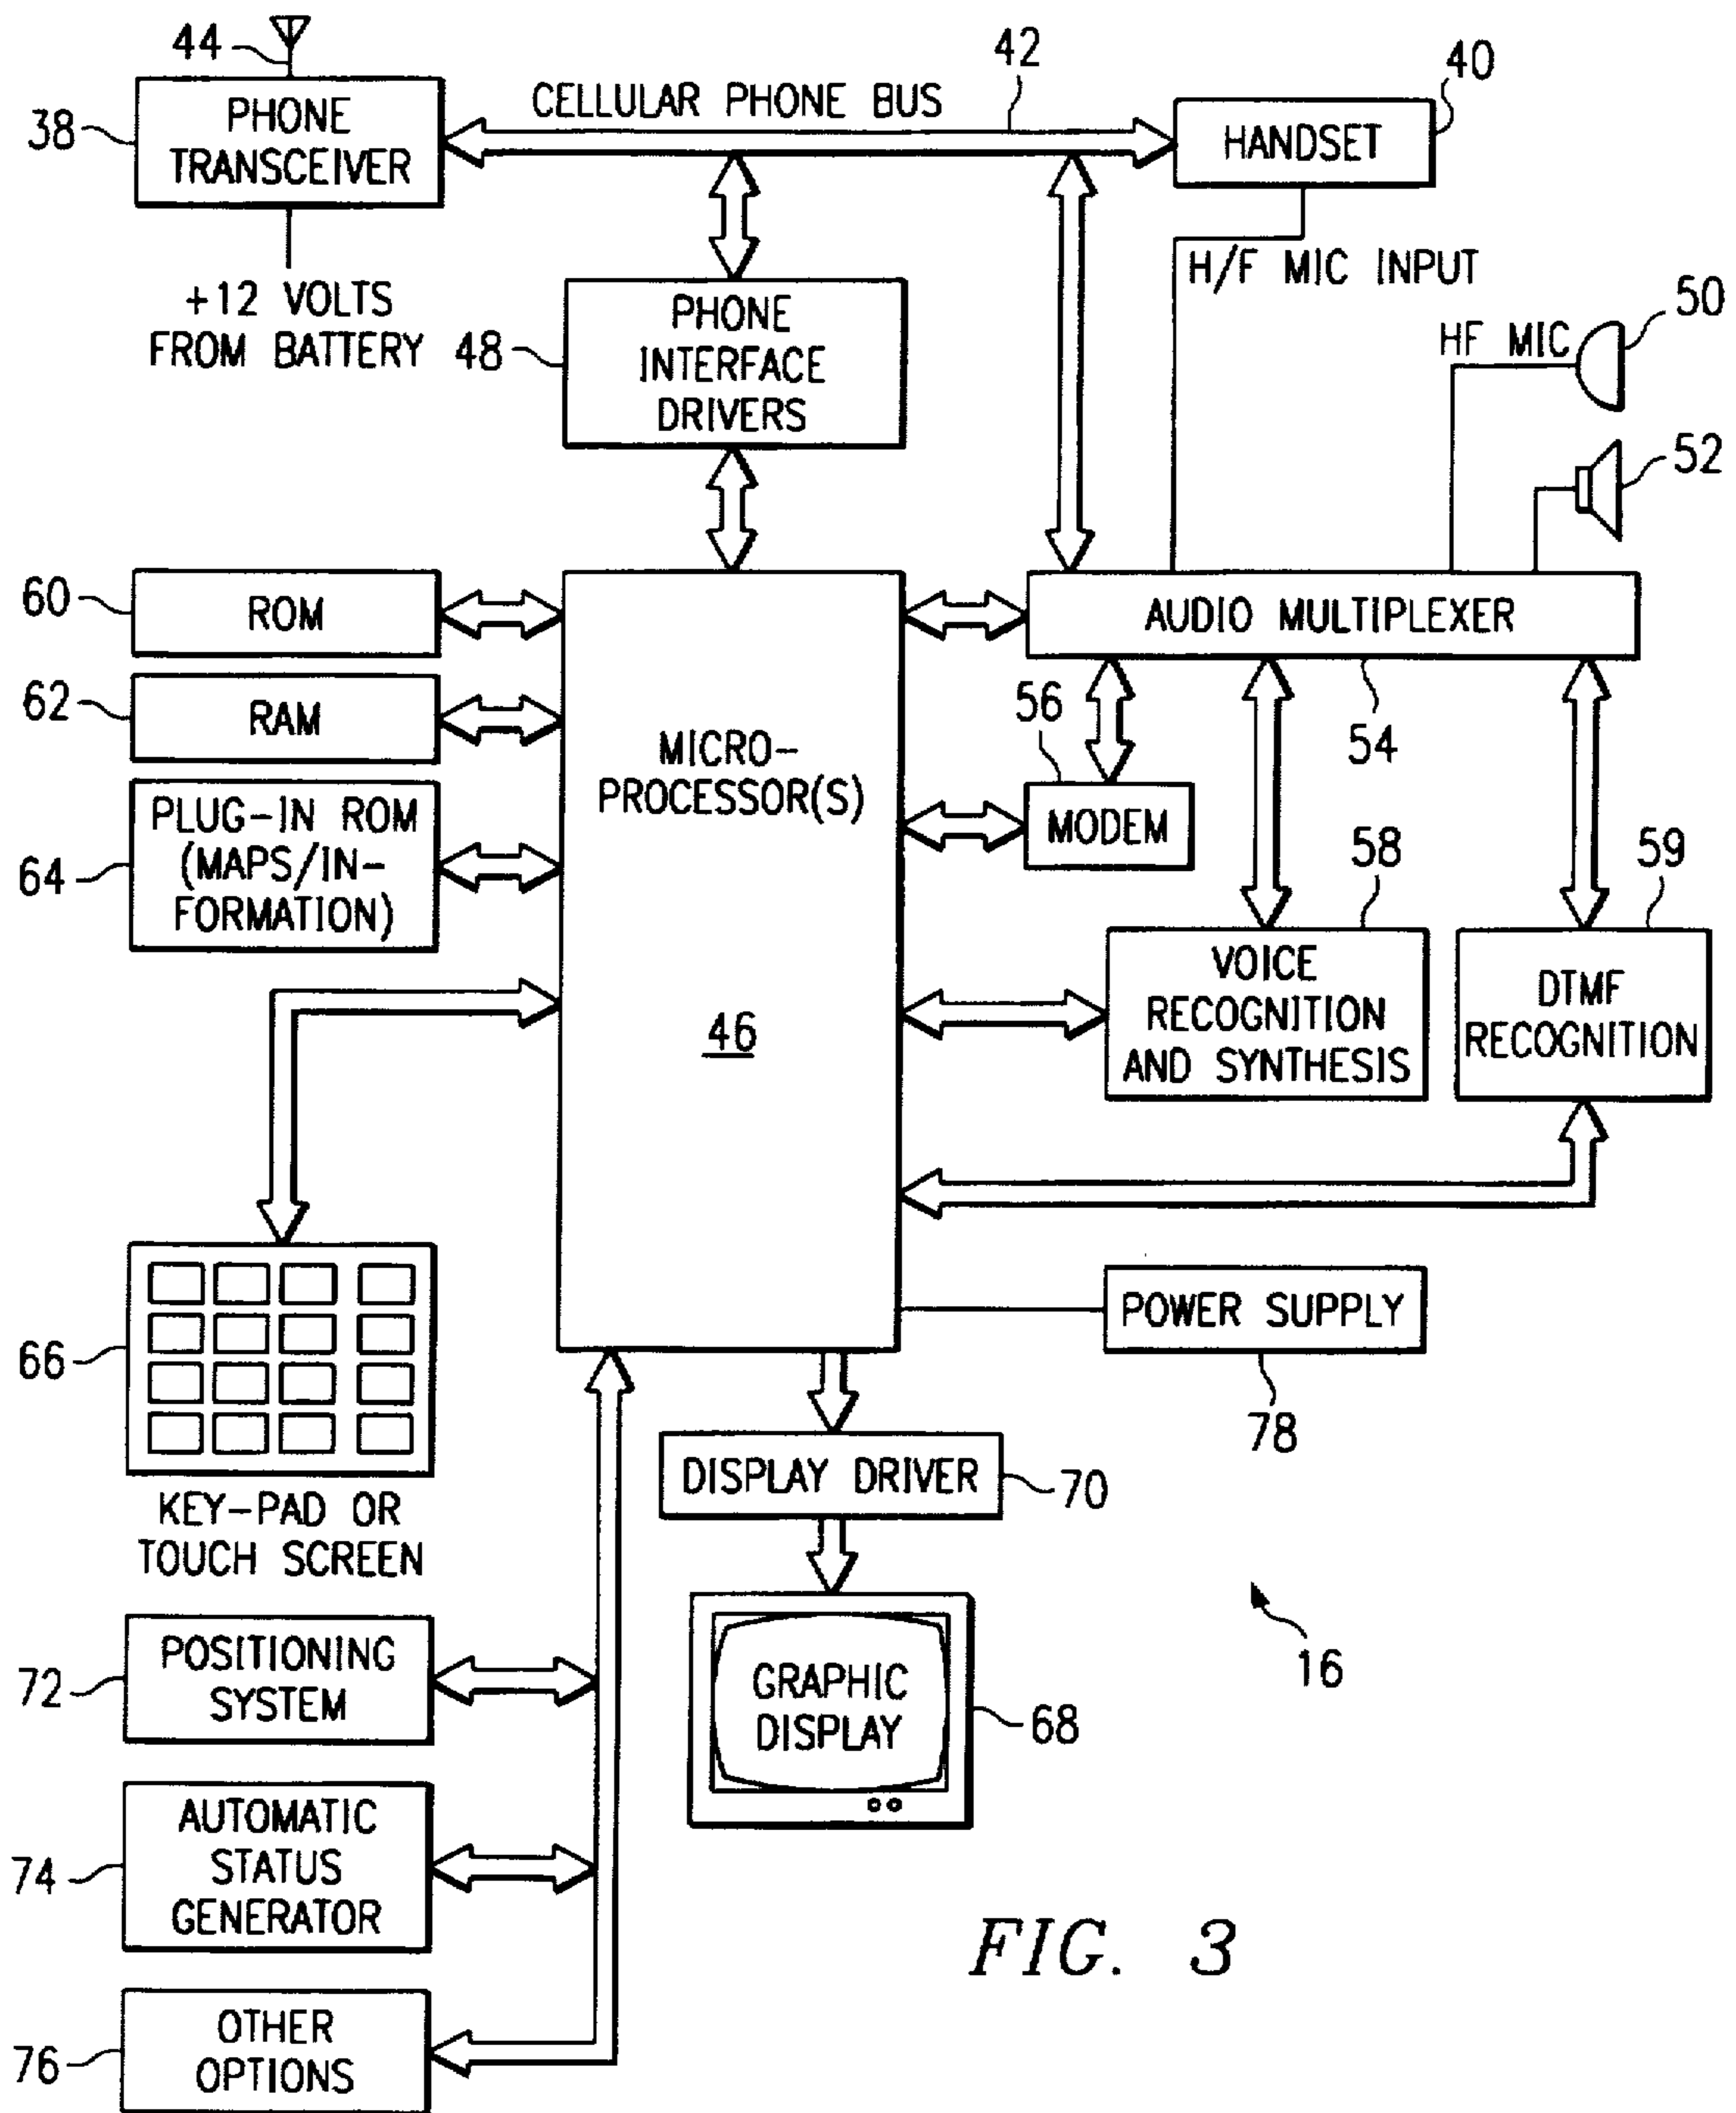 44
42
40
CELLULAR PHONE BUS
38
PHONE
TRANSCEIVER
HANDSET
+12 VOLTS
FROM BATTERY
H/F MIC INPUT
48
PHONE
INTERFACE
DRIVERS
HF MIC
50
52
60
ROM
AUDIO MULTIPLEXER
62
RAM
56
54
MICRO-
PROCESSOR(S)
46
64
PLUG-IN ROM
(MAPS/IN-
FORMATION)
MODEM
58
59
VOICE
RECOGNITION
AND SYNTHESIS
DTMF
RECOGNITION
66
KEY-PAD OR
TOUCH SCREEN
POWER SUPPLY
78
DISPLAY DRIVER
70
72
POSITIONING
SYSTEM
GRAPHIC
DISPLAY
68
16
74
AUTOMATIC
STATUS
GENERATOR
76
OTHER
OPTIONS
FIG. 3